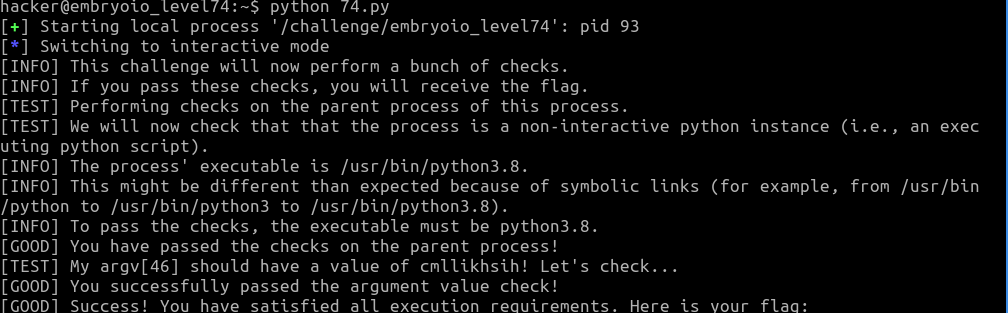 hacker@embryoio_level74:~$ python 74.py
[+] Starting local process '/challenge/embryoio_level74': pid 93
[*] Switching to interactive mode
[INFO] This challenge will now perform a bunch of checks.
[INFO] If you pass these checks, you will receive the flag.
[TEST] Performing checks on the parent process of this process.
[TEST] We will now check that that the process is a non-interactive python instance (i.e., an exec
uting python script).
[INFO] The process' executable is /usr/bin/python3.8.
[INFO] This might be different than expected because of symbolic links (for example, from /usr/bin
/python to /usr/bin/python3 to /usr/bin/python3.8).
[INFO] To pass the checks, the executable must be python3.8.
[GOOD] You have passed the checks on the parent process!
[TEST] My argv[46] should have a value of cmllikhsih! Let's check...
[GOOD] You successfully passed the argument value check!
[GOOD] Success! You have satisfied all execution requirements. Here is your flag: